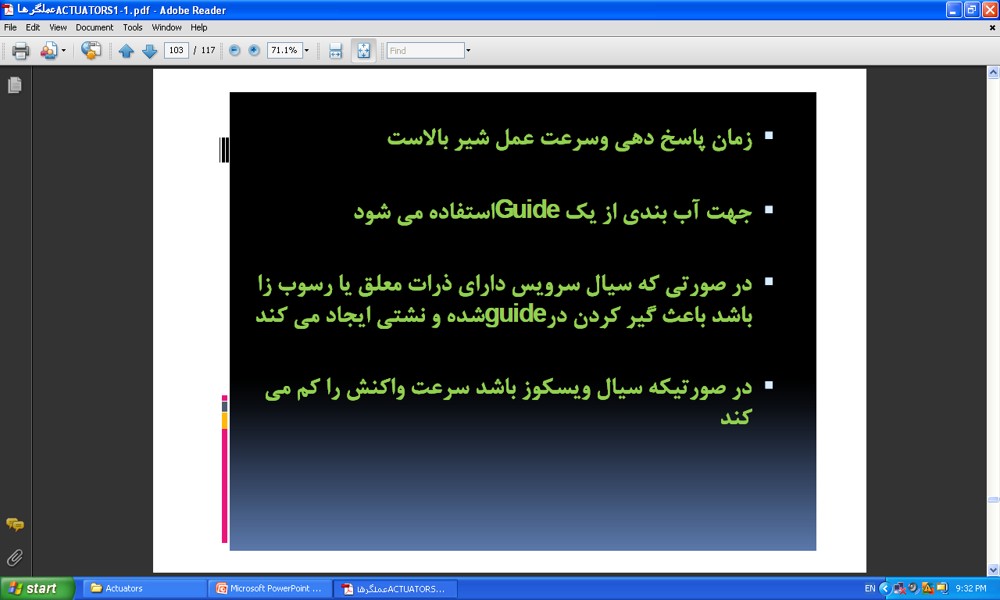 عملگرهاACTUATORS1-1.pdf - Adobe Reader
File Edit View Document Tools Window Help
103 / 117 71.1% Find
زمان پاسخ دهی وسرعت عمل شیر بالاست
جهت آب بندی از یک Guideاستفاده می شود
در صورتی که سیال سرویس دارای ذرات معلق یا رسوب زا
باشد باعث گیر کردن درguideشده و نشتی ایجاد می کند
در صورتیکه سیال ویسکوز باشد سرعت واکنش را کم می
کند
start Actuators Microsoft PowerPoint ... عملگرهاACTUATORS... EN 9:32 PM